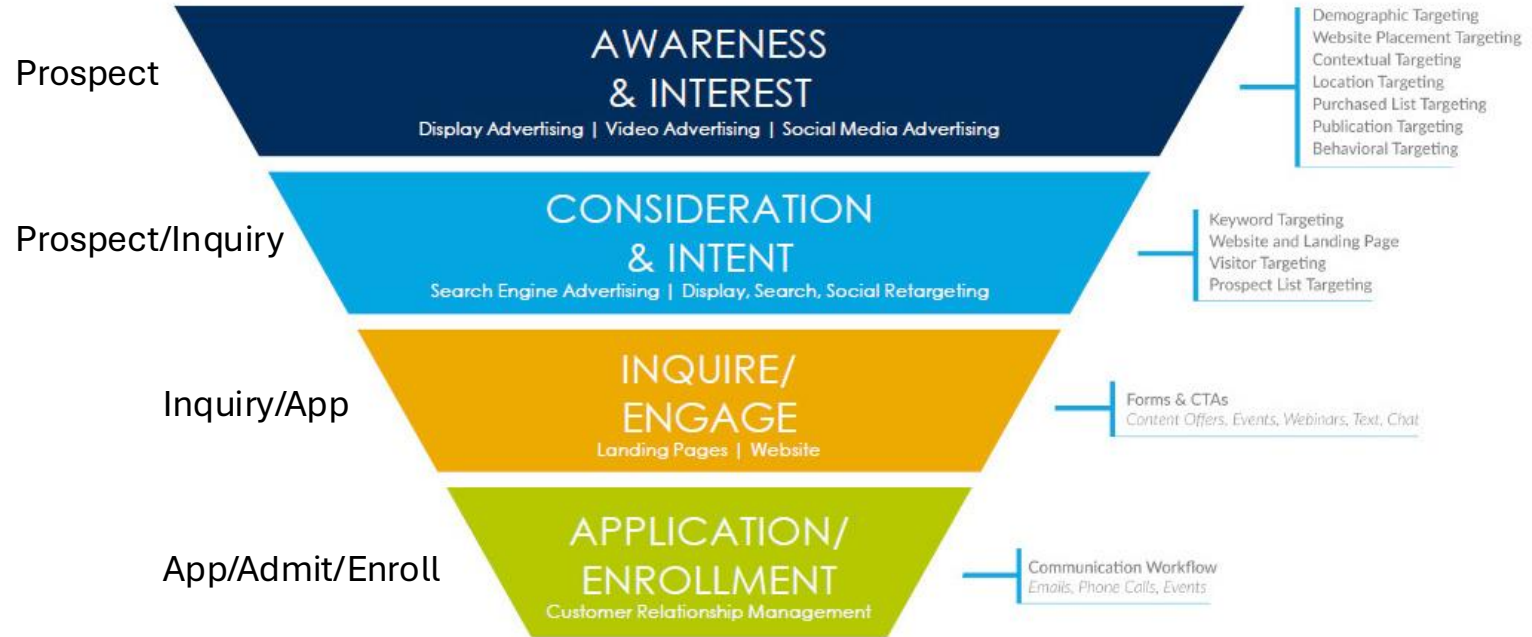 Prospect
AWARENESS
& INTEREST
Display Advertising | Video Advertising | Social Media Advertising
Demographic Targeting
Website Placement Targeting
Contextual Targeting
Location Targeting
Purchased List Targeting
Publication Targeting
Behavioral Targeting
Prospect/Inquiry
CONSIDERATION
& INTENT
Search Engine Advertising | Display, Search, Social Retargeting
Keyword Targeting
Website and Landing Page
Visitor Targeting
Prospect List Targeting
Inquiry/App
INQUIRE/
ENGAGE
Landing Pages | Website
Forms & CTAs
Content Offers, Events, Webinars, Text, Chat
App/Admit/Enroll
APPLICATION/
ENROLLMENT
Customer Relationship Management
Communication Workflow
Emails, Phone Calls, Events